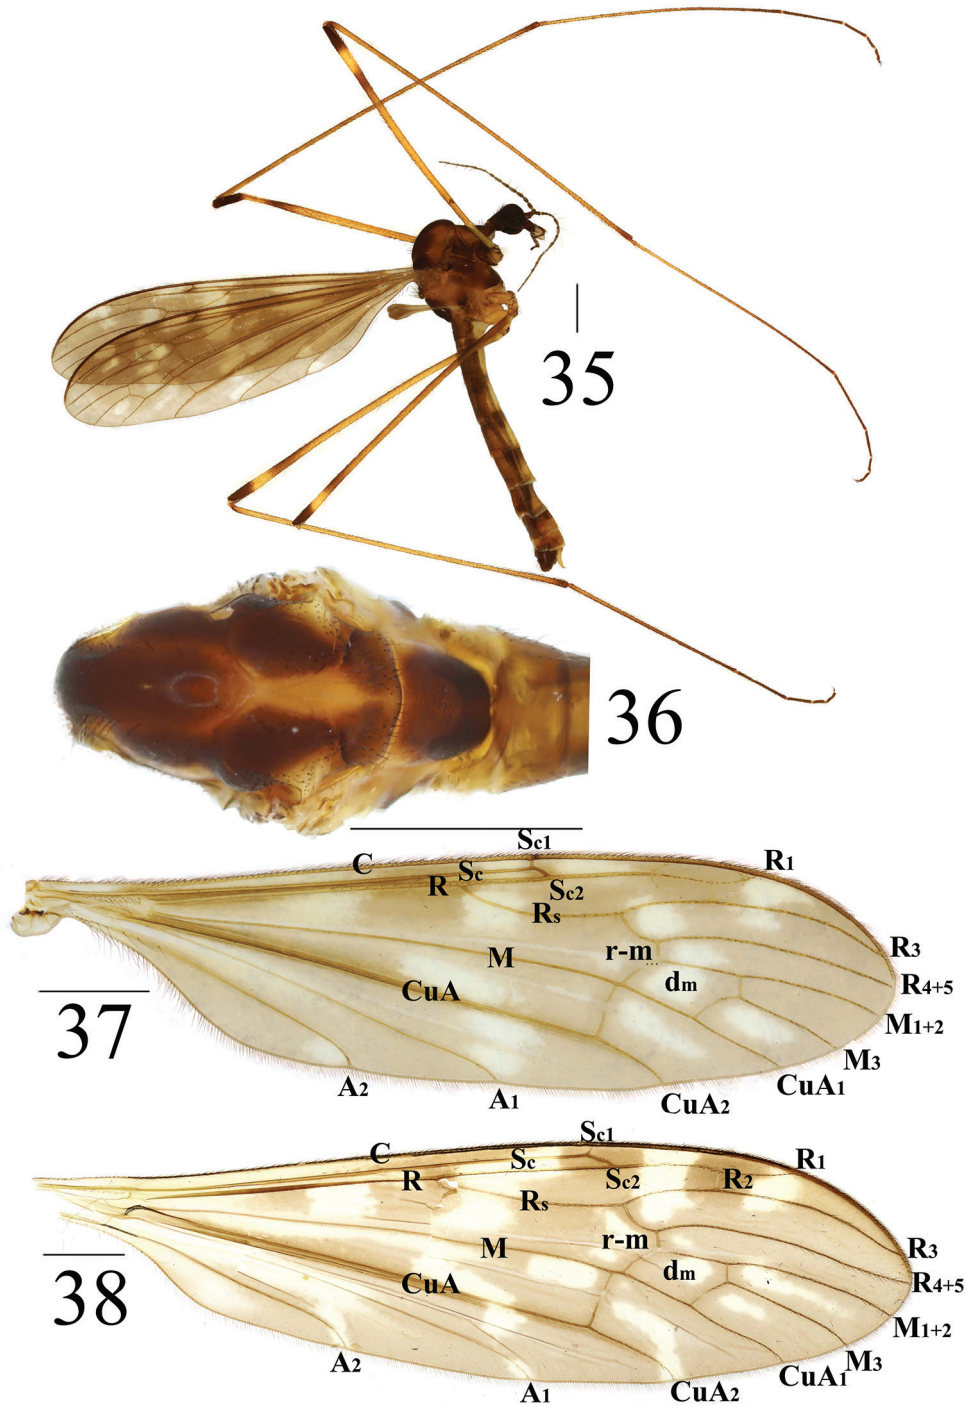 35
36
Sc1
C
Sc
R
Sc2
R1
Rs
r-m
R3
M
dm
R4+5
CuA
M1+2
37
M3
A2
A1
CuA2
CuA1
Sc1
C
Sc
R1
R
Sc2
R2
Rs
r-m
R3
M
dm
R4+5
CuA
38
M1+2
A2
M3
A1
CuA2
CuA1